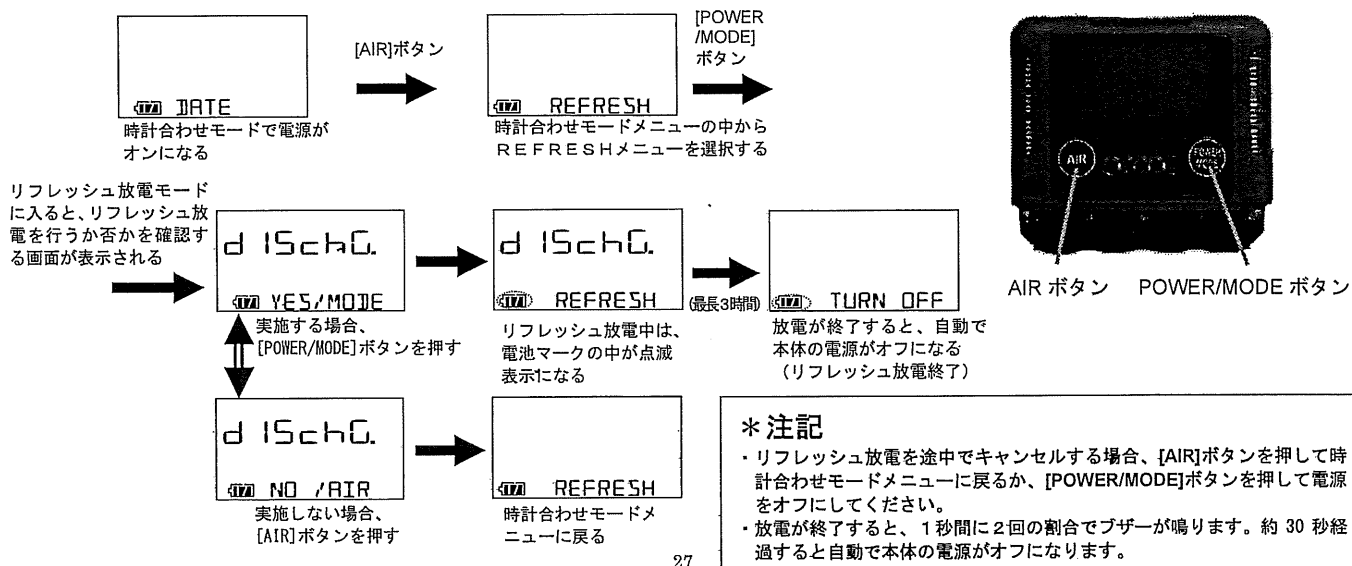 DATE
時計合わせモードで電源が
オンになる
[AIR]ボタン
REFRESH
時計合わせモードメニューの中から
REFRESHメニューを選択する
[POWER
/MODE]
ボタン
AIR
POWER
MODE
AIR ボタン
POWER/MODE ボタン
リフレッシュ放電モード
に入ると、リフレッシュ放
電を行うか否かを確認す
る画面が表示される
dISchG.
YES/MODE
実施する場合、
[POWER/MODE]ボタンを押す
dISchG.
REFRESH
リフレッシュ放電中は、
電池マークの中が点滅
表示になる
(最長3時間)
TURN OFF
放電が終了すると、自動で
本体の電源がオフになる
（リフレッシュ放電終了）
dISchG.
NO /AIR
実施しない場合、
[AIR]ボタンを押す
REFRESH
時計合わせモードメ
ニューに戻る
＊注記
・リフレッシュ放電を途中でキャンセルする場合、[AIR]ボタンを押して時
計合わせモードメニューに戻るか、[POWER/MODE]ボタンを押して電源
をオフにしてください。
・放電が終了すると、1秒間に2回の割合でブザーが鳴ります。約 30 秒経
過すると自動で本体の電源がオフになります。
27